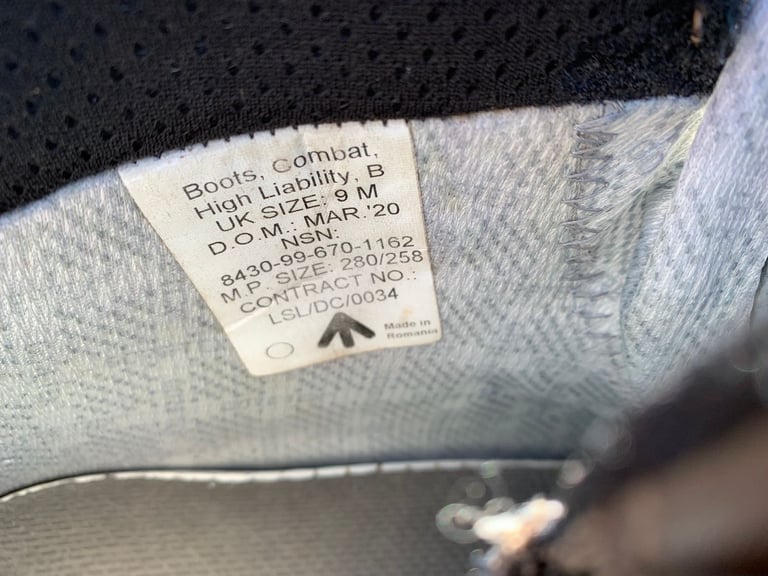 Boots, Combat,
High Liability, B
UK SIZE: 9 M
D.O.M.: MAR.'20
NSN:
8430-99-670-1162
M.P. SIZE: 280/258
CONTRACT NO.:
LSL/DC/0034
Made in
Romania